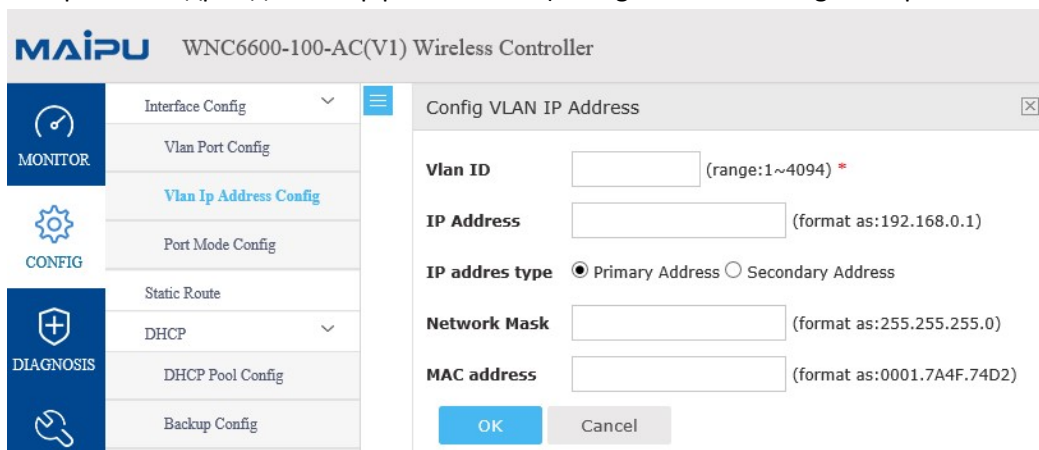 MAiPU WNC6600-100-AC(V1) Wireless Controller
MONITOR
CONFIG
DIAGNOSIS
Interface Config
Vlan Port Config
Vlan Ip Address Config
Port Mode Config
Static Route
DHCP
DHCP Pool Config
Backup Config
Config VLAN IP Address
Vlan ID (range:1~4094) *
IP Address (format as:192.168.0.1)
IP addres type Primary Address Secondary Address
Network Mask (format as:255.255.255.0)
MAC address (format as:0001.7A4F.74D2)
OK Cancel